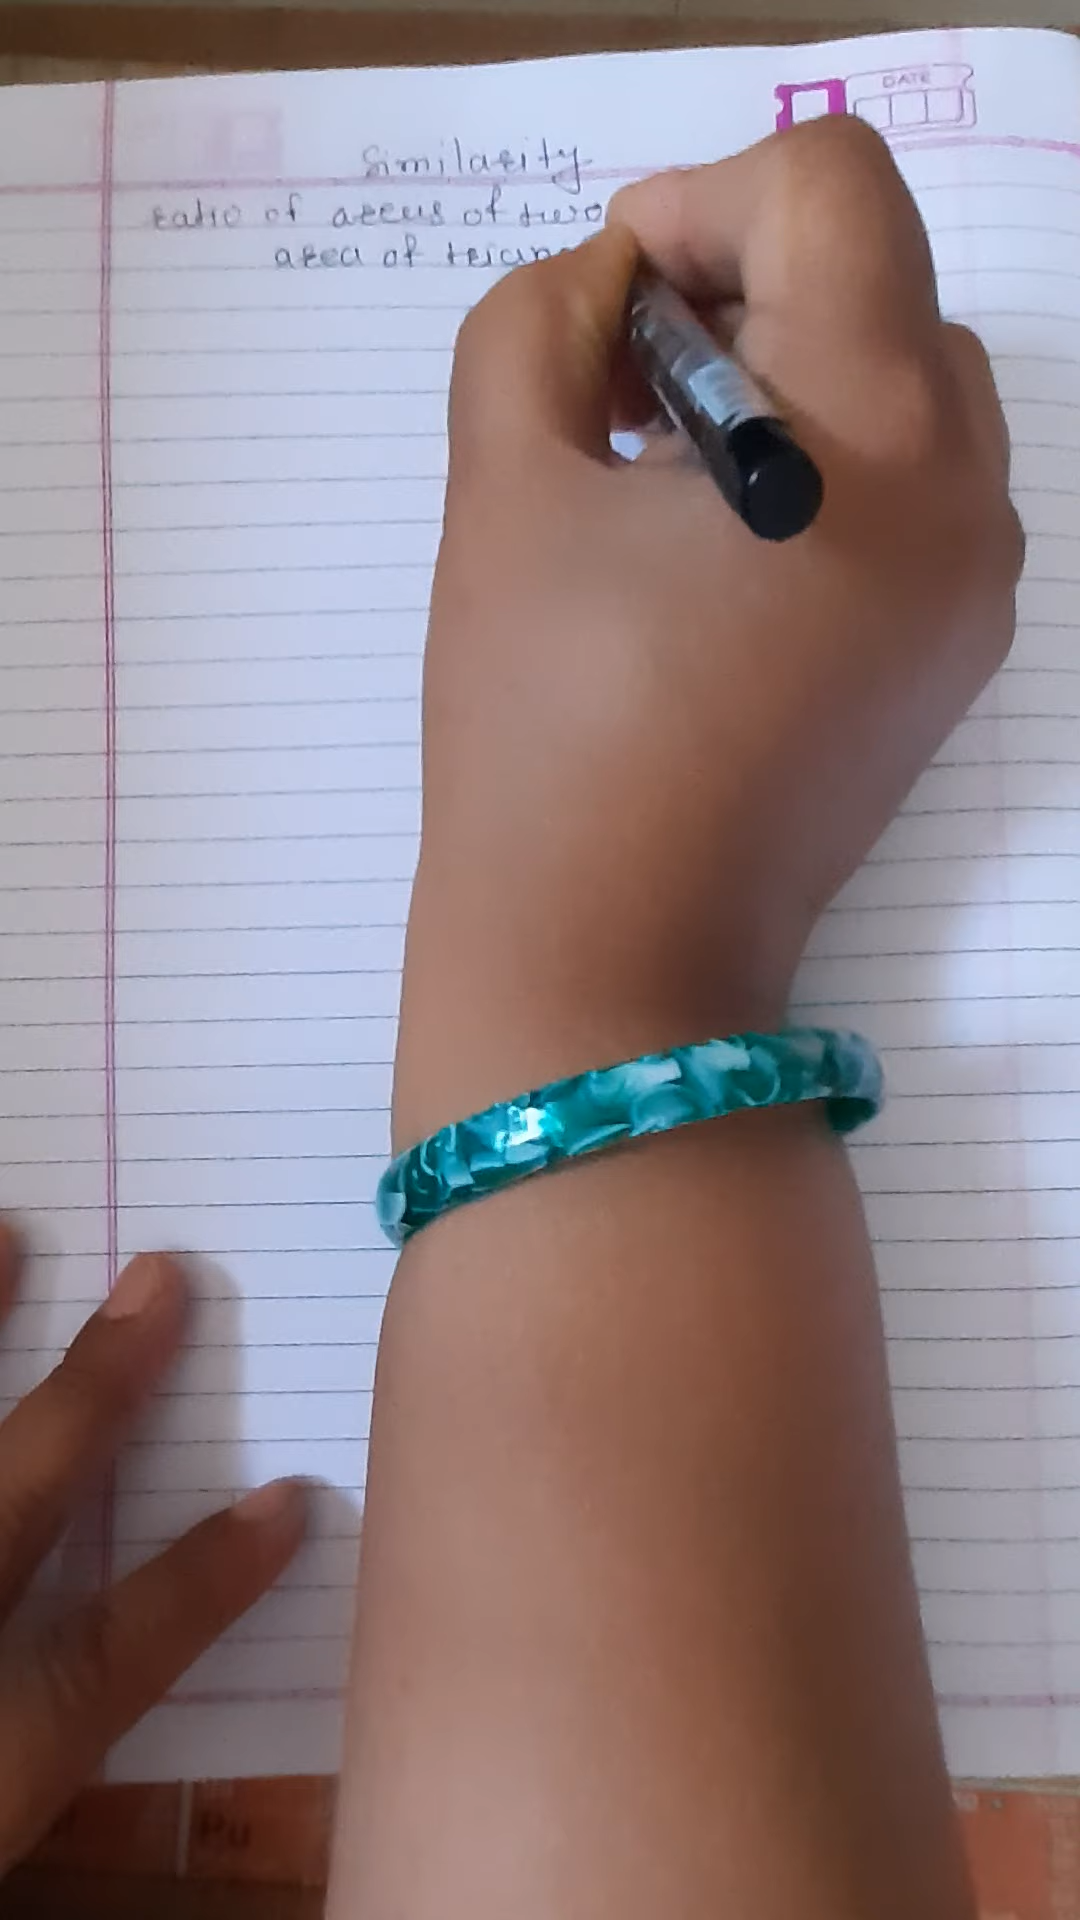 DATE
Similarity
ratio of areas of two
area of